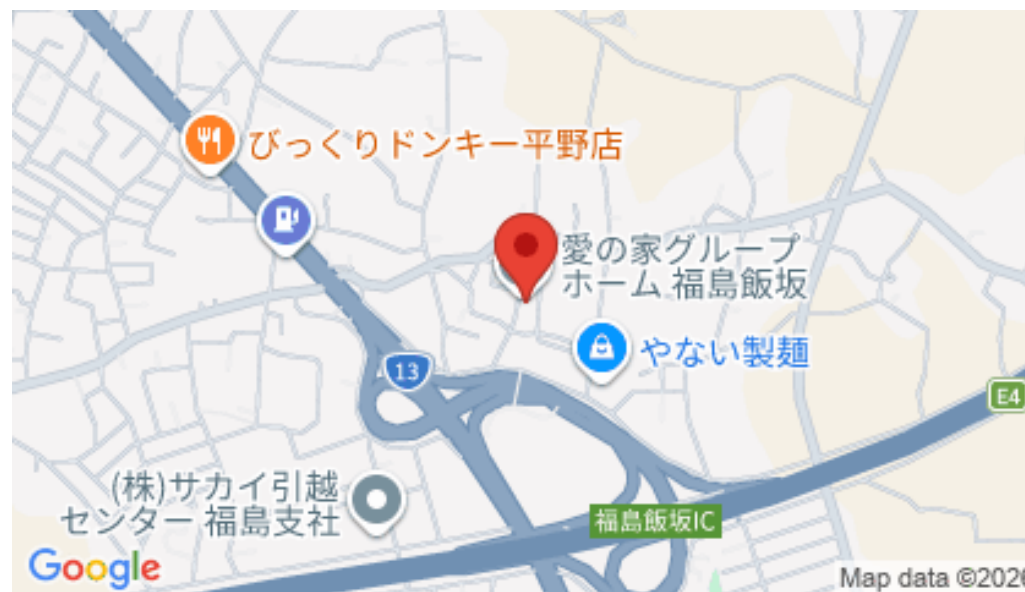 びっくりドンキー平野店
愛の家グループ
ホーム 福島飯坂
やない製麺
13
E4
(株)サカイ引越
センター 福島支社
福島飯坂IC
Google
Map data ©2026